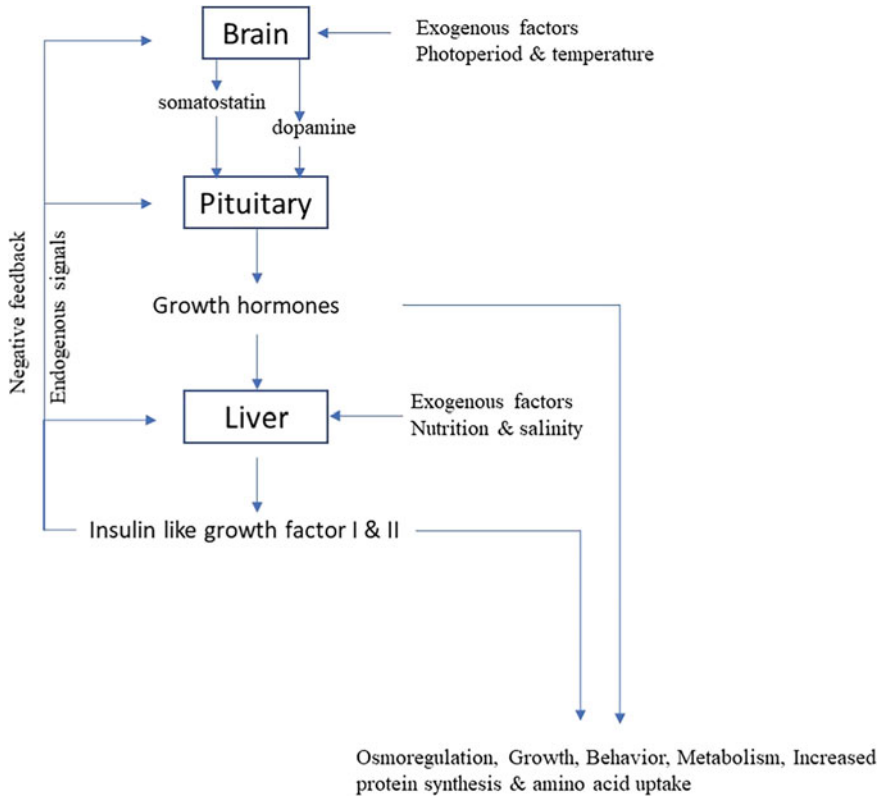 Brain
Exogenous factors
Photoperiod & temperature
somatostatin
dopamine
Pituitary
Negative feedback
Endogenous signals
Growth hormones
Liver
Exogenous factors
Nutrition & salinity
Insulin like growth factor I & II
Osmoregulation, Growth, Behavior, Metabolism, Increased
protein synthesis & amino acid uptake